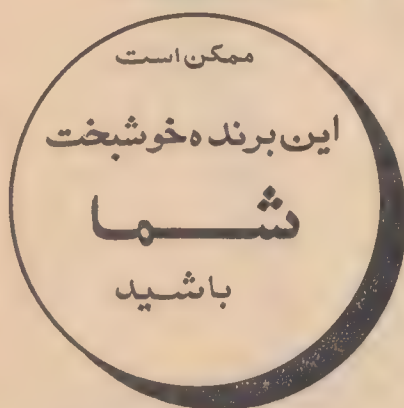 ممکن است
این برنده خوشبخت
شما
باشید